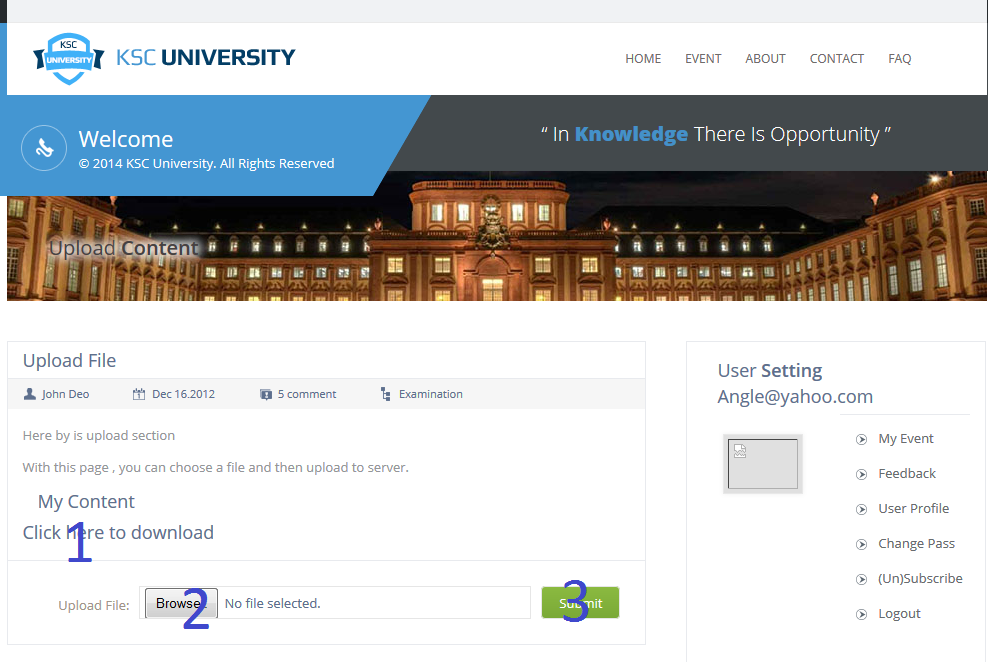 KSC
UNIVERSITY
KSC UNIVERSITY
HOME EVENT ABOUT CONTACT FAQ
Welcome
© 2014 KSC University. All Rights Reserved
“ In Knowledge There Is Opportunity ”
Upload Content
Upload File
John Deo Dec 16.2012 5 comment Examination
Here by is upload section
With this page , you can choose a file and then upload to server.
My Content
Click here to download
1
Upload File: Browse.. No file selected. Submit
2
3
User Setting
Angle@yahoo.com
My Event
Feedback
User Profile
Change Pass
(Un)Subscribe
Logout